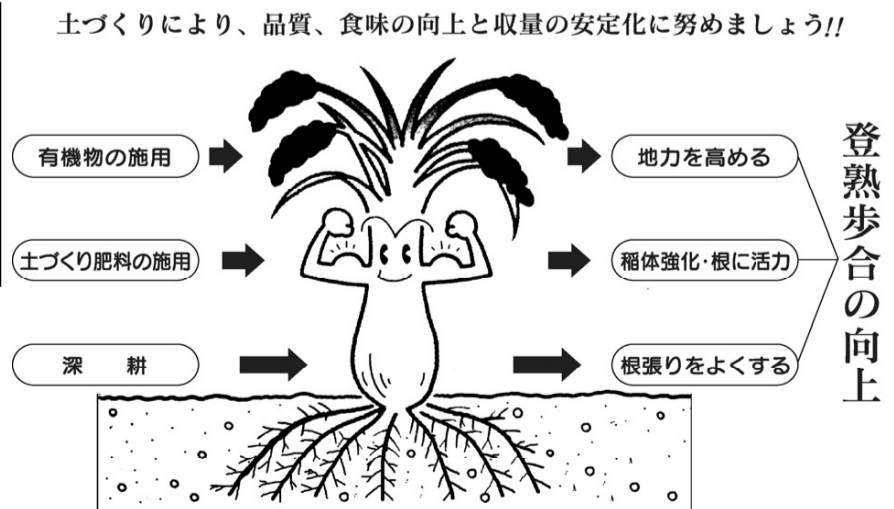 土づくりにより、品質、食味の向上と収量の安定化に努めましょう!!
有機物の施用
地力を高める
土づくり肥料の施用
稲体強化・根に活力
深 耕
根張りをよくする
登熟歩合の向上